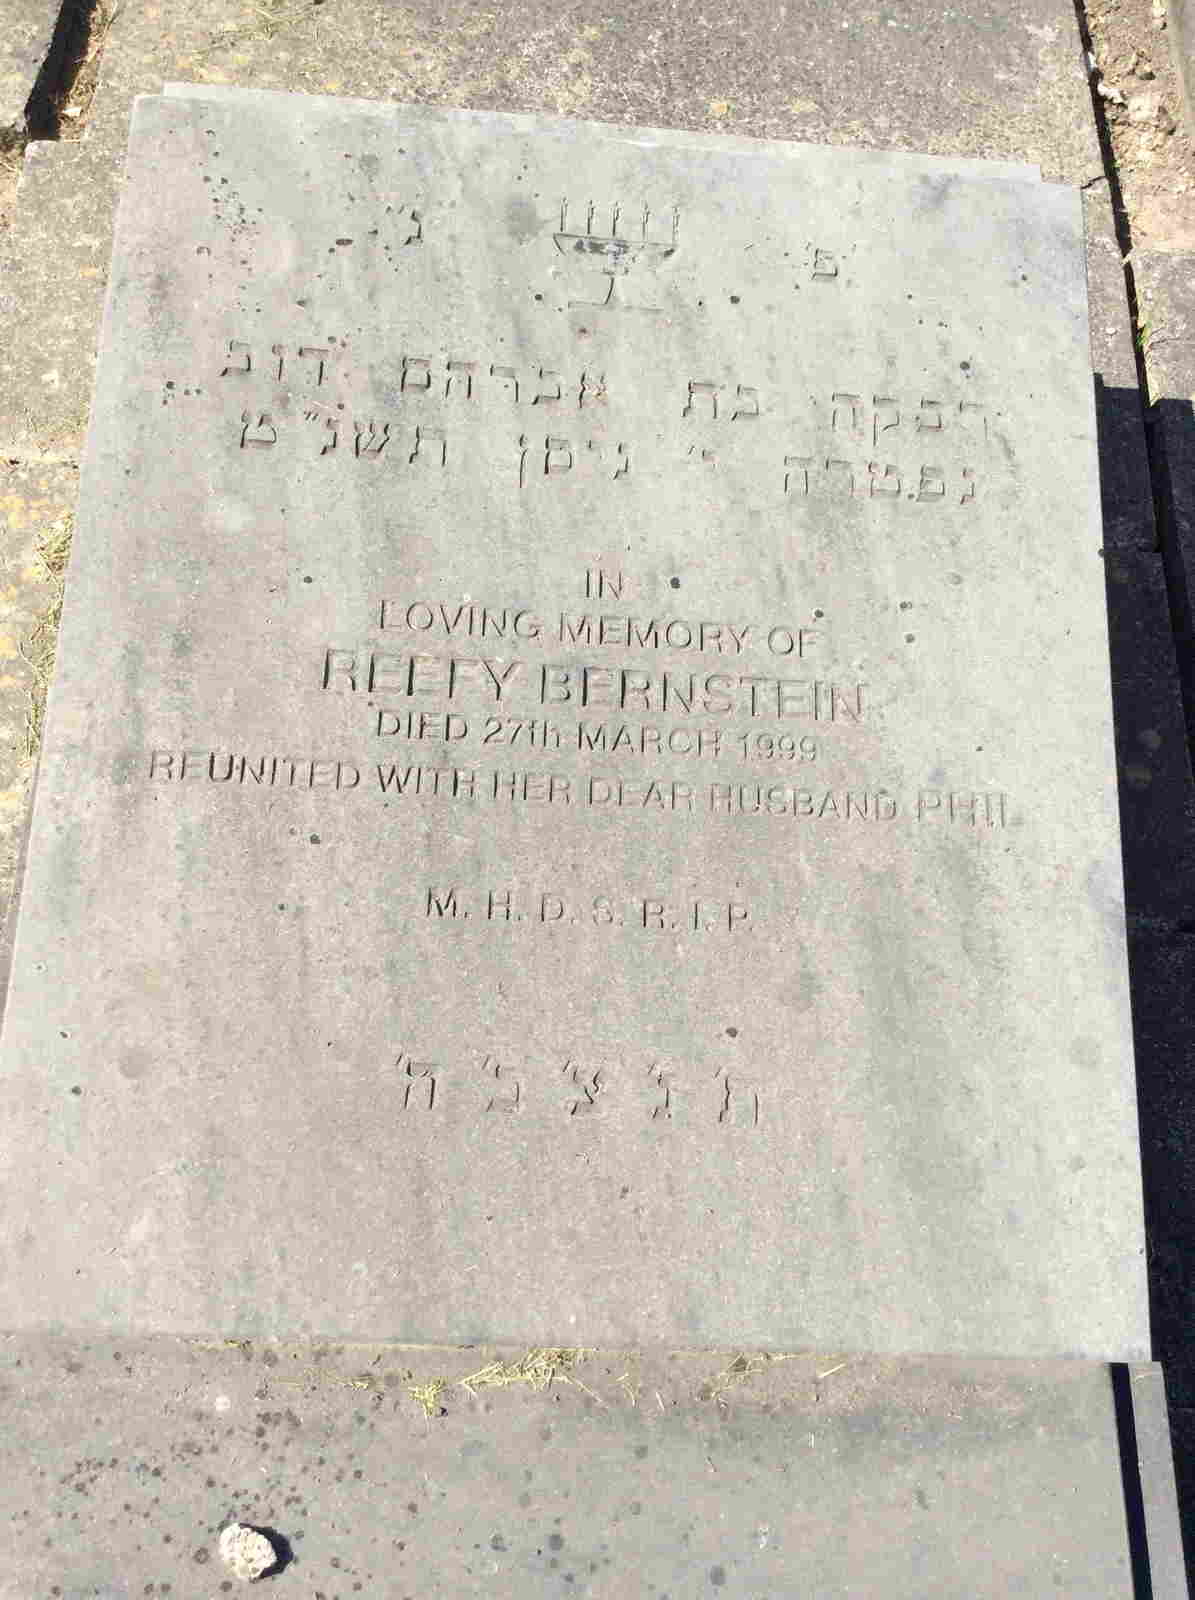 פ' נ'
רבקה בת אברהם דוב
נפטרה י' ניסן תשנ"ט
IN
LOVING MEMORY OF
REEFY BERNSTEIN
DIED 27th MARCH 1999
REUNITED WITH HER DEAR HUSBAND PHIL
M. H. D. S. R. I. P.
ת' נ' צ' ב' ה'